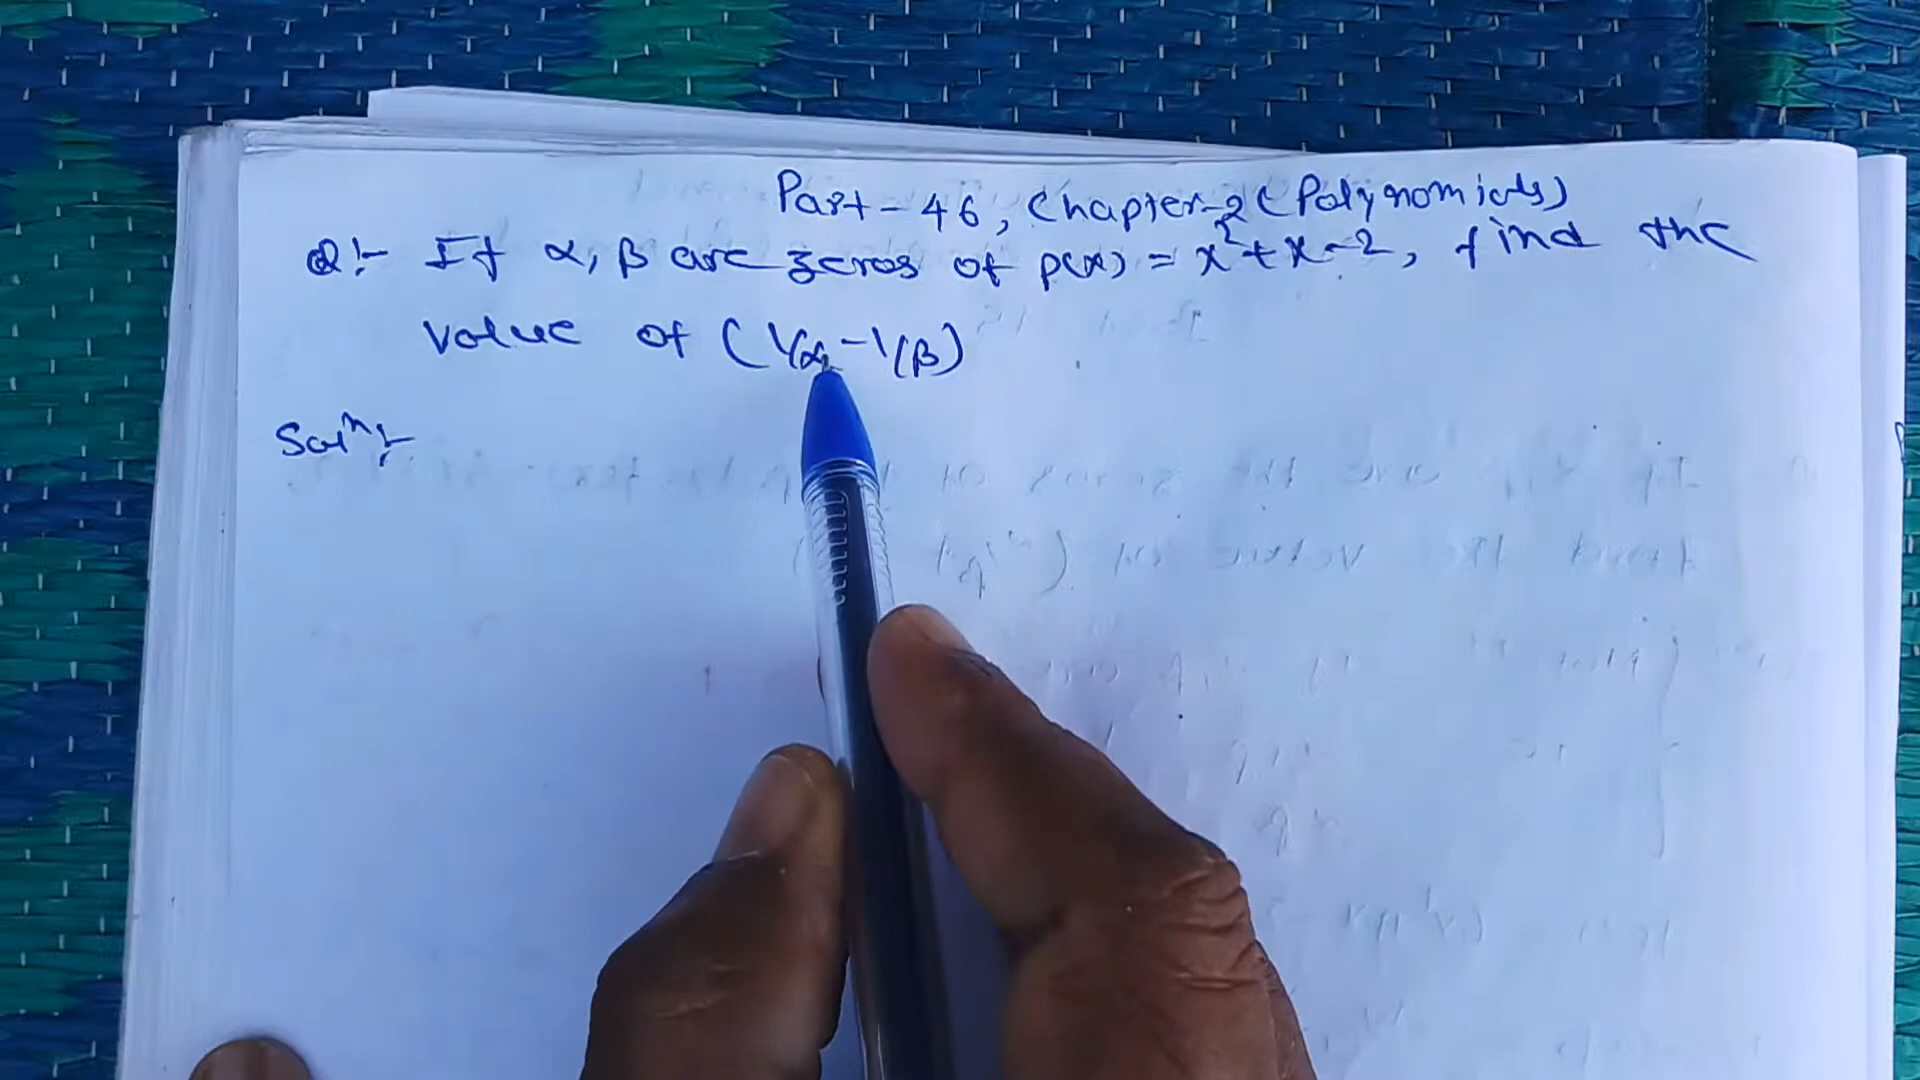 Part-46, Chapter-2 (Polynomials)
Q:- If α, β are zeros of p(x) = x²+x-2, find the
value of (1/α-1/β)
Solⁿ:-